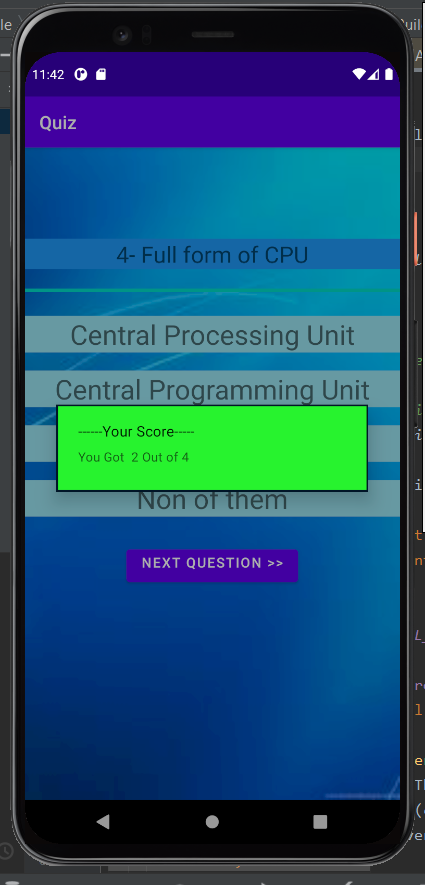 11:42
Quiz
4- Full form of CPU
Central Processing Unit
Central Programming Unit
------Your Score-----
You Got 2 Out of 4
Non of them
NEXT QUESTION >>